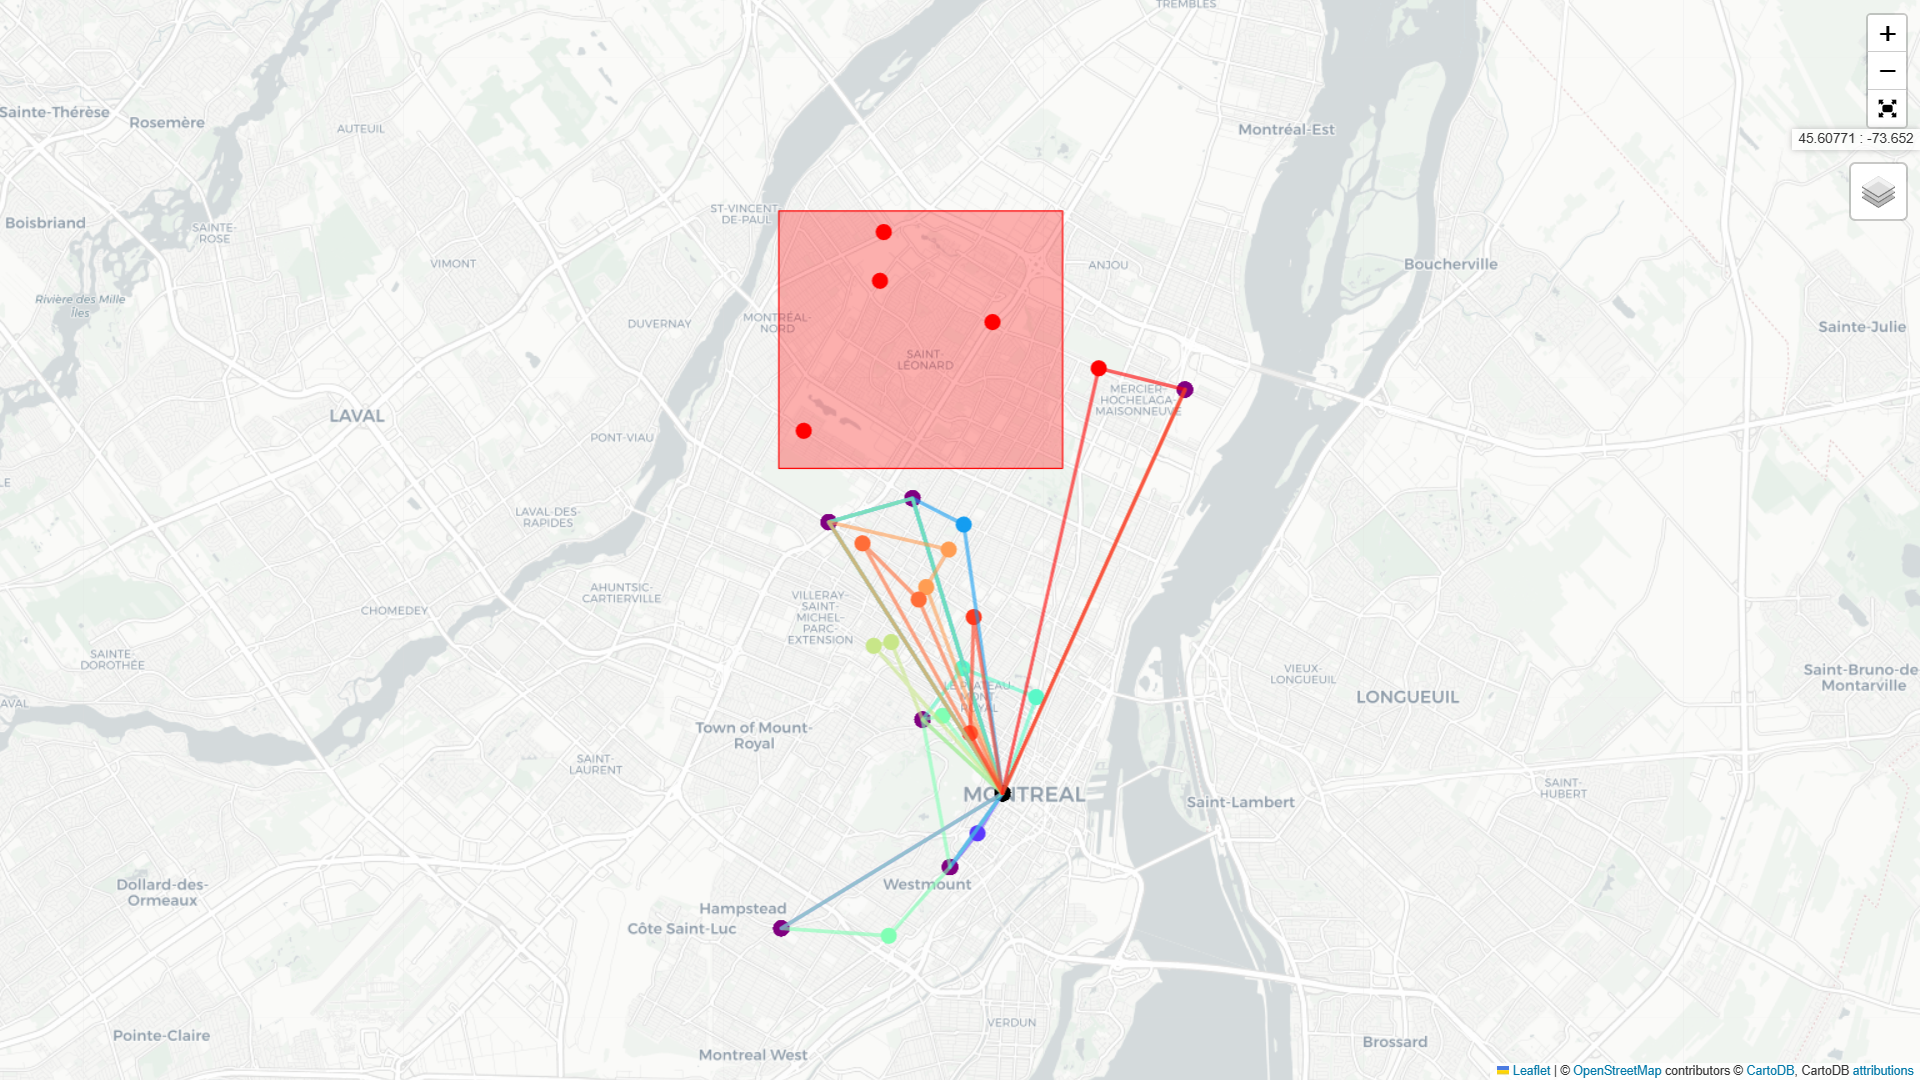 TREMBLES
Sainte-Thérèse
Rosemère
AUTEUIL
Montréal-Est
+
−
45.60771 : -73.652
Boisbriand
SAINTE-
ROSE
ST-VINCENT
DE-PAUL
VIMONT
ANJOU
Boucherville
Rivière des Mille
Îles
DUVERNAY
MONTRÉAL-
NORD
Sainte-Julie
SAINT-
LÉONARD
LAVAL
MERCIER-
HOCHELAGA-
MAISONNEUVE
PONT-VIAU
LE
LAVAL-DES-
RAPIDES
AHUNTSIC-
CARTIERVILLE
CHOMEDEY
VILLERAY-
SAINT-
MICHEL-
PARC-
EXTENSION
SAINTE-
DOROTHÉE
VIEUX-
LONGUEUIL
Saint-Bruno-de-
Montarville
LE PLATEAU-
MONT-
ROYAL
LONGUEUIL
LAVAL
Town of Mount-
Royal
SAINT-
LAURENT
MONTREAL
Saint-Lambert
SAINT-
HUBERT
Dollard-des-
Ormeaux
Westmount
Hampstead
Côte Saint-Luc
VERDUN
Pointe-Claire
Montreal West
Brossard
Leaflet | © OpenStreetMap contributors © CartoDB, CartoDB attributions